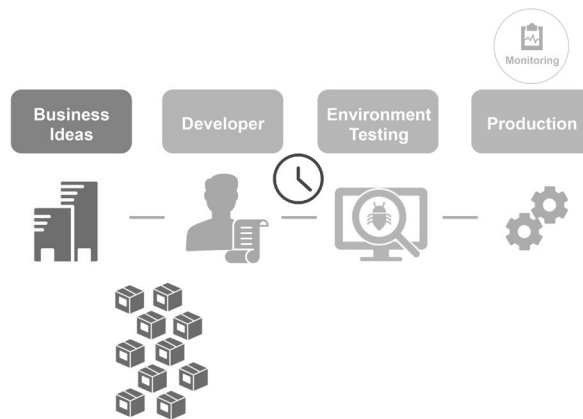 Monitoring
Business
Ideas
Developer
Environment
Testing
Production